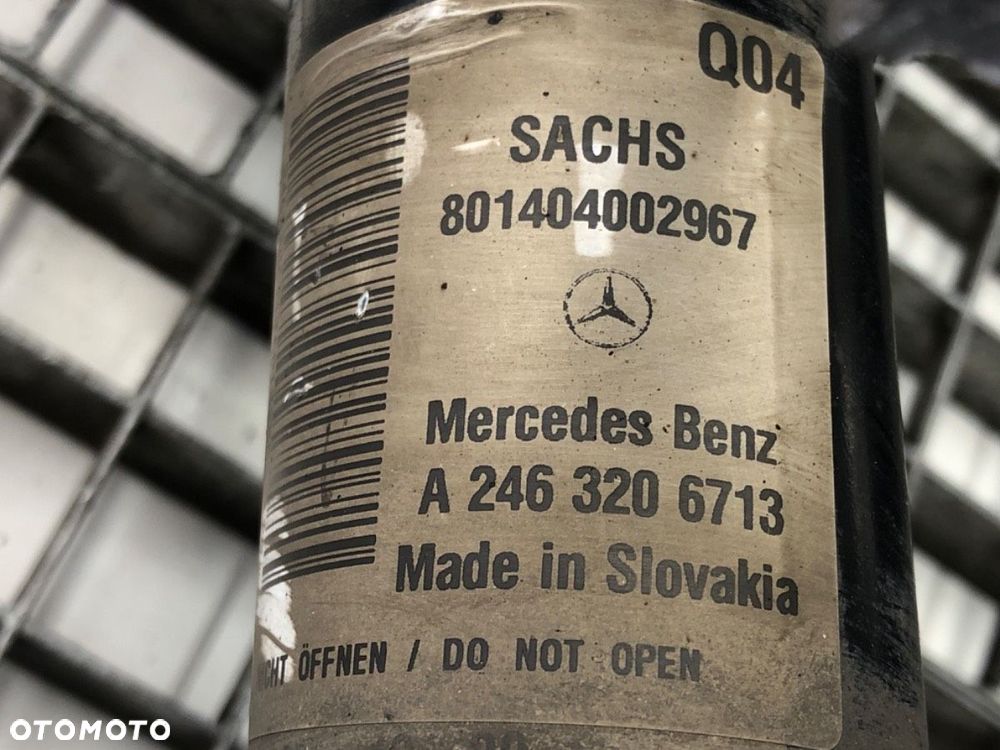 Q04
SACHS
801404002967
Mercedes Benz
A 246 320 6713
Made in Slovakia
ÖFFNEN / DO NOT OPEN
OTOMOTO